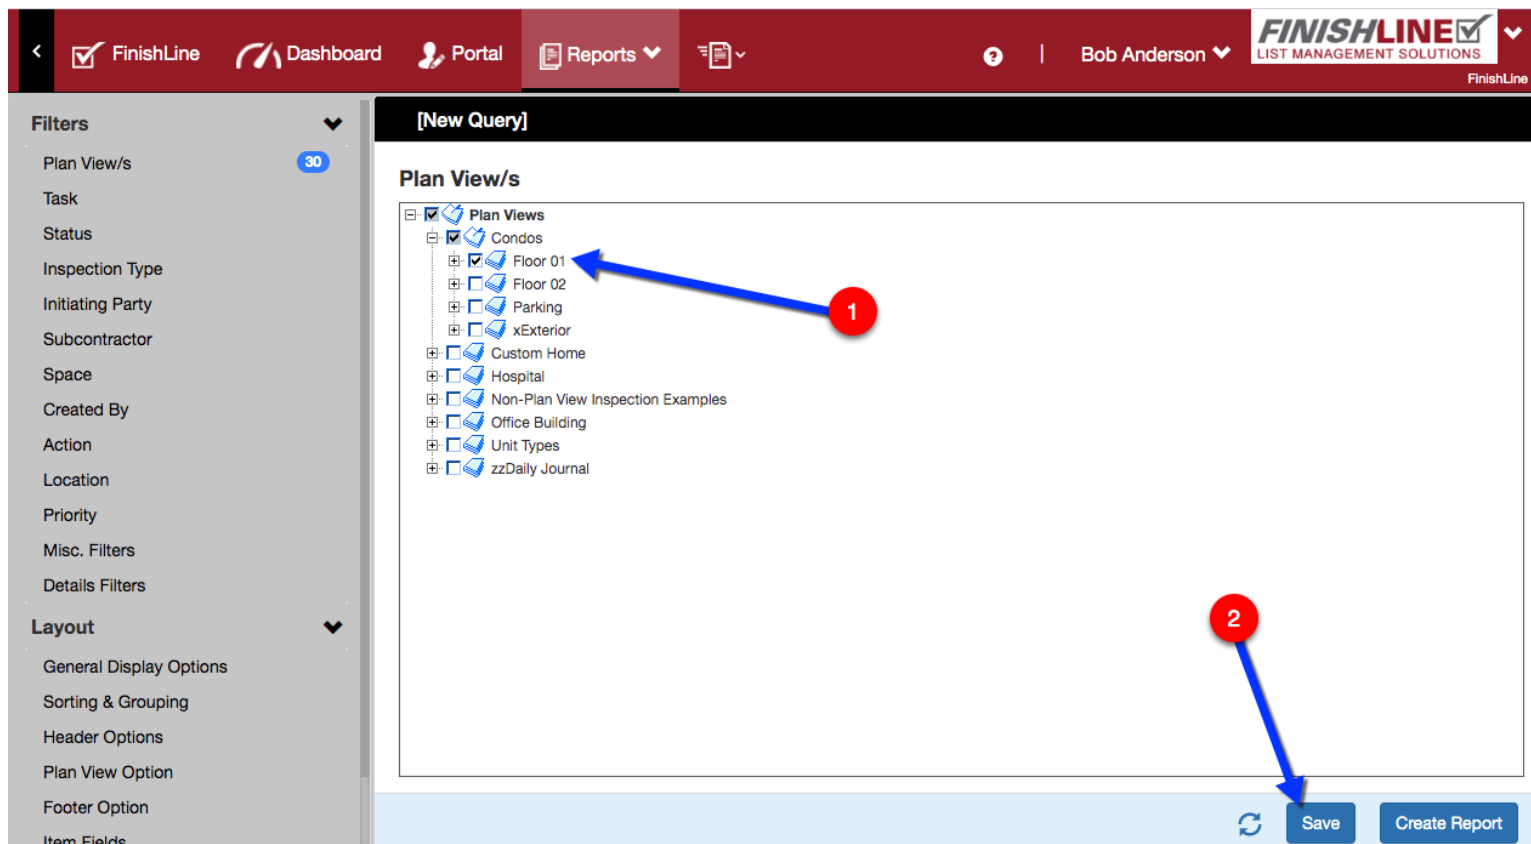 FinishLine Dashboard Portal Reports ? | Bob Anderson FINISHLINE
LIST MANAGEMENT SOLUTIONS
FinishLine
Filters
Plan View/s 30
Task
Status
Inspection Type
Initiating Party
Subcontractor
Space
Created By
Action
Location
Priority
Misc. Filters
Details Filters
Layout
General Display Options
Sorting & Grouping
Header Options
Plan View Option
Footer Option
Item Fields
[New Query]
Plan View/s
Plan Views
Condos
Floor 01
Floor 02
Parking
xExterior
Custom Home
Hospital
Non-Plan View Inspection Examples
Office Building
Unit Types
zzDaily Journal
1
2
Save Create Report